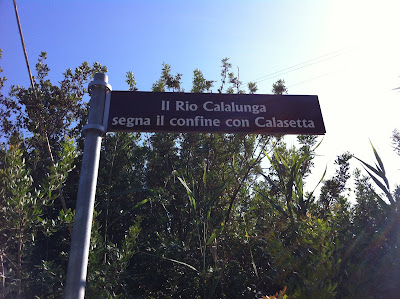 Il Rio Calalunga
segna il confine con Calasetta